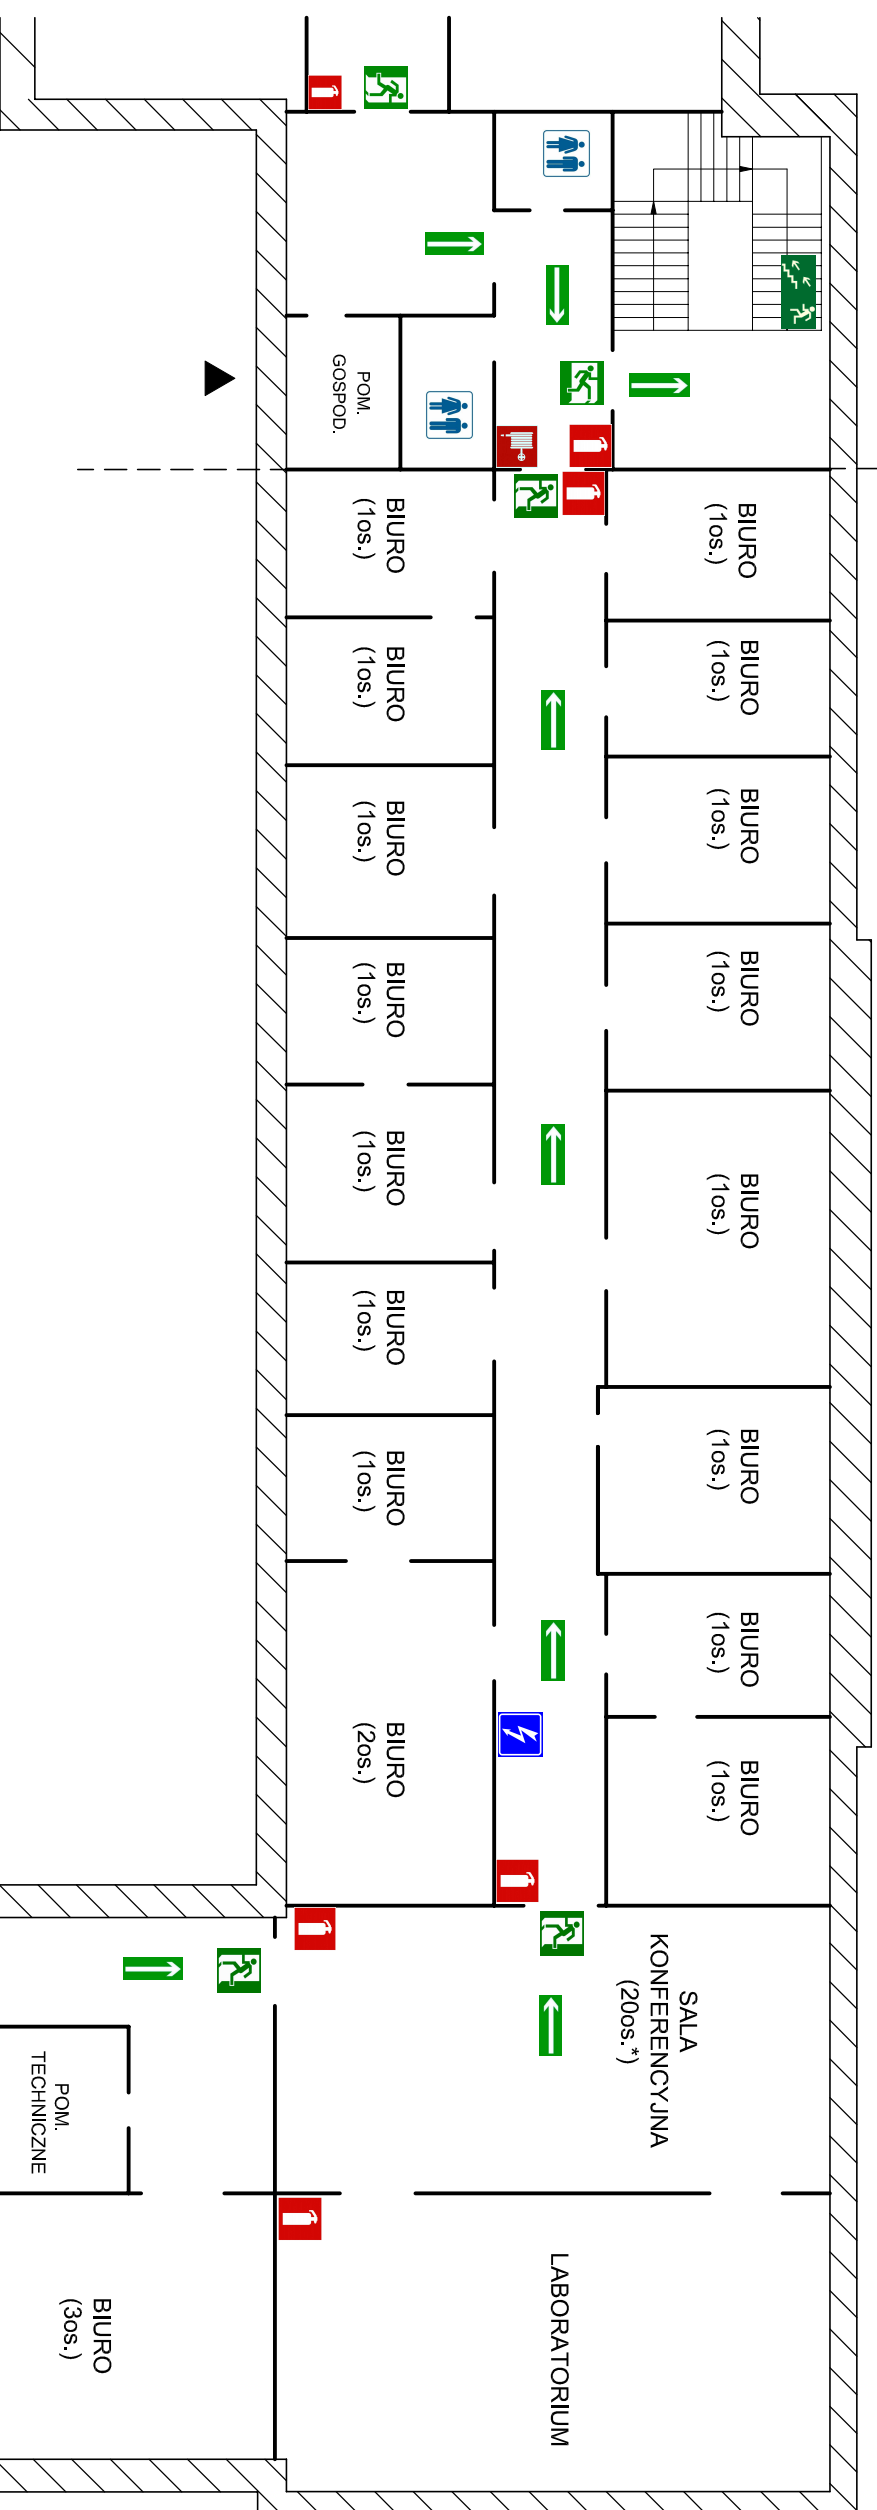 POM.
GOSPOD.
BIURO
(1os.)
BIURO
(1os.)
BIURO
(1os.)
BIURO
(1os.)
BIURO
(1os.)
BIURO
(1os.)
BIURO
(1os.)
BIURO
(1os.)
BIURO
(1os.)
BIURO
(1os.)
BIURO
(1os.)
BIURO
(1os.)
BIURO
(1os.)
BIURO
(1os.)
BIURO
(1os.)
BIURO
(2os.)
SALA
KONFERENCYJNA
(20os.*)
POM.
TECHNICZNE
LABORATORIUM
BIURO
(3os.)